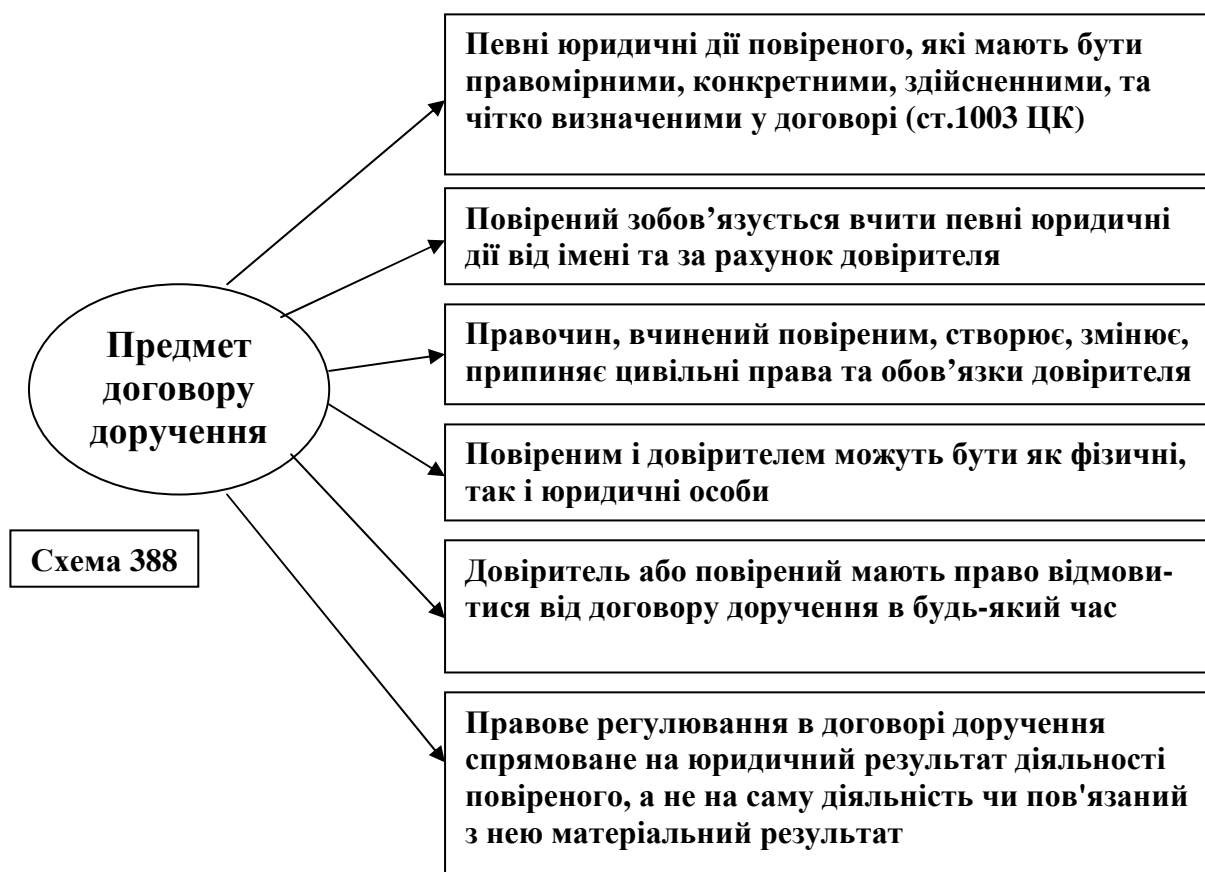 Певні юридичні дії повіреного, які мають бути
правомірними, конкретними, здійсненними, та
чітко визначеними у договорі (ст.1003 ЦК)
Повірений зобов’язується вчити певні юридичні
дії від імені та за рахунок довірителя
Предмет
договору
доручення
Правочин, вчинений повіреним, створює, змінює,
припиняє цивільні права та обов’язки довірителя
Повіреним і довірителем можуть бути як фізичні,
так і юридичні особи
Схема 388
Довіритель або повірений мають право відмови-
тися від договору доручення в будь-який час
Правове регулювання в договорі доручення
спрямоване на юридичний результат діяльності
повіреного, а не на саму діяльність чи пов'язаний
з нею матеріальний результат